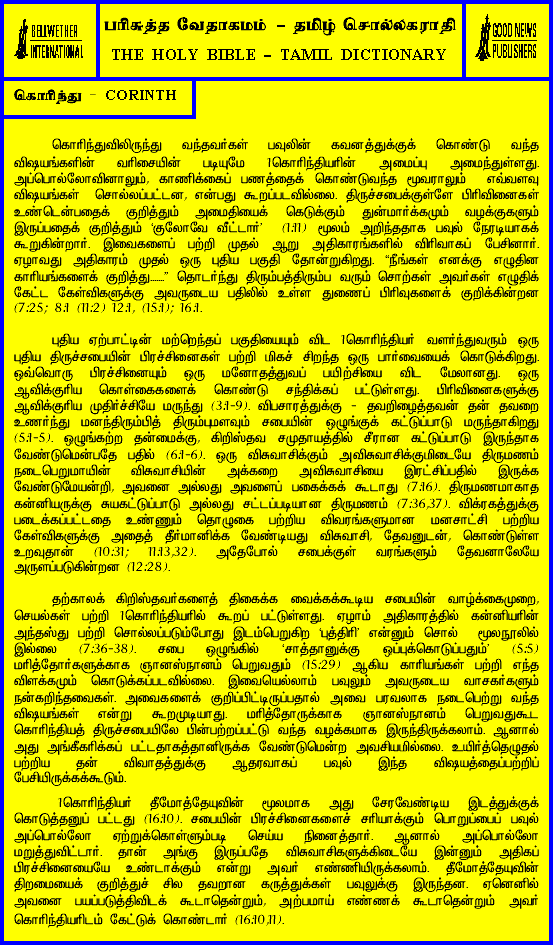 BELLWETHER
INTERNATIONAL
பரிசுத்த வேதாகமம் – தமிழ் சொல்லகராதி
THE HOLY BIBLE – TAMIL DICTIONARY
GOOD NEWS
PUBLISHERS
கொரிந்து - CORINTH
கொரிந்துவிலிருந்து வந்தவர்கள் பவுலின் கவனத்துக்குக் கொண்டு வந்த
விஷயங்களின் வரிசையின் படியுமே 1கொரிந்தியரின் அமைப்பு அமைந்துள்ளது.
அப்பொல்லோவினாலும், காணிக்கைப் பணத்தைக் கொண்டுவந்த மூவராலும் எவ்வளவு
விஷயங்கள் சொல்லப்பட்டன, என்பது கூறப்படவில்லை. திருச்சபைக்குள்ளே பிரிவினைகள்
உண்டென்பதைக் குறித்தும் அமைதியைக் கெடுக்கும் துன்மார்க்கமும் வழக்குகளும்
இருப்பதைக் குறித்தும் 'குலோவே வீட்டார்' (1:11) மூலம் அறிந்ததாக பவுல் நேரடியாகக்
கூறுகின்றார். இவைகளைப் பற்றி முதல் ஆறு அதிகாரங்களில் விரிவாகப் பேசினார்.
ஏழாவது அதிகாரம் முதல் ஒரு புதிய பகுதி தோன்றுகிறது. “நீங்கள் எனக்கு எழுதின
காரியங்களைக் குறித்து......” தொடர்ந்து திரும்பத்திரும்ப வரும் சொற்கள் அவர்கள் எழுதிக்
கேட்ட கேள்விகளுக்கு அவருடைய பதிலில் உள்ள துணைப் பிரிவுகளைக் குறிக்கின்றன
(7:25; 8:1 (11:2) 12:1, (15:1); 16:1.
புதிய ஏற்பாட்டின் மற்றெந்தப் பகுதியையும் விட 1கொரிந்தியர் வளர்ந்துவரும் ஒரு
புதிய திருச்சபையின் பிரச்சினைகள் பற்றி மிகச் சிறந்த ஒரு பார்வையைக் கொடுக்கிறது.
ஒவ்வொரு பிரச்சினையும் ஒரு மனோதத்துவப் பயிற்சியை விட மேலானது. ஒரு
ஆவிக்குரிய கொள்கைகளைக் கொண்டு சந்திக்கப் பட்டுள்ளது. பிரிவினைகளுக்கு
ஆவிக்குரிய முதிர்ச்சியே மருந்து (3:1-9). விபசாரத்துக்கு - தவறிழைத்தவன் தன் தவறை
உணர்ந்து மனந்திரும்பித் திரும்புமளவும் சபையின் ஒழுங்குக் கட்டுப்பாடு மருந்தாகிறது
(5:1-5). ஒழுங்கற்ற தன்மைக்கு, கிறிஸ்தவ சமுதாயத்தில் சீரான கட்டுப்பாடு இருந்தாக
வேண்டுமென்பதே பதில் (6:1-6). ஒரு விசுவாசிக்கும் அவிசுவாசிக்குமிடையே திருமணம்
நடைபெறுமாயின் விசுவாசியின் அக்கறை அவிசுவாசியை இரட்சிப்பதில் இருக்க
வேண்டுமேயன்றி, அவனை அல்லது அவளைப் பகைக்கக் கூடாது (7:16). திருமணமாகாத
கன்னியருக்கு சுயகட்டுப்பாடு அல்லது சட்டப்படியான திருமணம் (7:36,37). விக்ரகத்துக்கு
படைக்கப்பட்டதை உண்ணும் தொழுகை பற்றிய விவரங்களுமான மனசாட்சி பற்றிய
கேள்விகளுக்கு அதைத் தீர்மானிக்க வேண்டியது விசுவாசி, தேவனுடன், கொண்டுள்ள
உறவுதான் (10:31; 11:13,32). அதேபோல் சபைக்குள் வரங்களும் தேவனாலேயே
அருளப்படுகின்றன (12:28).
தற்காலக் கிறிஸ்தவர்களைத் திகைக்க வைக்கக்கூடிய சபையின் வாழ்க்கைமுறை,
செயல்கள் பற்றி 1கொரிந்தியரில் கூறப் பட்டுள்ளது. ஏழாம் அதிகாரத்தில் கன்னியரின்
அந்தஸ்து பற்றி சொல்லப்படும்போது இடம்பெறுகிற 'புத்திரி' என்னும் சொல் மூலநூலில்
இல்லை (7:36-38). சபை ஒழுங்கில் 'சாத்தானுக்கு ஒப்புக்கொடுப்பதும்' (5:5)
மரித்தோர்களுக்காக ஞானஸ்நானம் பெறுவதும் (15:29) ஆகிய காரியங்கள் பற்றி எந்த
விளக்கமும் கொடுக்கப்படவில்லை. இவையெல்லாம் பவுலும் அவருடைய வாசகர்களும்
நன்கறிந்தவைகள். அவைகளைக் குறிப்பிட்டிருப்பதால் அவை பரவலாக நடைபெற்று வந்த
விஷயங்கள் என்று கூறமுடியாது. மரித்தோருக்காக ஞானஸ்நானம் பெறுவதுகூட
கொரிந்தியத் திருச்சபையிலே பின்பற்றப்பட்டு வந்த வழக்கமாக இருந்திருக்கலாம். ஆனால்
அது அங்கீகரிக்கப் பட்டதாகத்தானிருக்க வேண்டுமென்ற அவசியமில்லை. உயிர்த்தெழுதல்
பற்றிய தன் விவாதத்துக்கு ஆதரவாகப் பவுல் இந்த விஷயத்தைப்பற்றிப்
பேசியிருக்கக்கூடும்.
1கொரிந்தியர் தீமோத்தேயுவின் மூலமாக அது சேரவேண்டிய இடத்துக்குக்
கொடுத்தனுப் பட்டது (16:10). சபையின் பிரச்சினைகளைச் சரியாக்கும் பொறுப்பைப் பவுல்
அப்பொல்லோ ஏற்றுக்கொள்ளும்படி செய்ய நினைத்தார். ஆனால் அப்பொல்லோ
மறுத்துவிட்டார். தான் அங்கு இருப்பதே விசுவாசிகளுக்கிடையே இன்னும் அதிகப்
பிரச்சினையையே உண்டாக்கும் என்று அவர் எண்ணியிருக்கலாம். தீமோத்தேயுவின்
திறமையைக் குறித்துச் சில தவறான கருத்துக்கள் பவுலுக்கு இருந்தன. ஏனெனில்
அவனை பயப்படுத்திவிடக் கூடாதென்றும், அற்பமாய் எண்ணக் கூடாதென்றும் அவர்
கொரிந்தியரிடம் கேட்டுக் கொண்டார் (16:10,11).